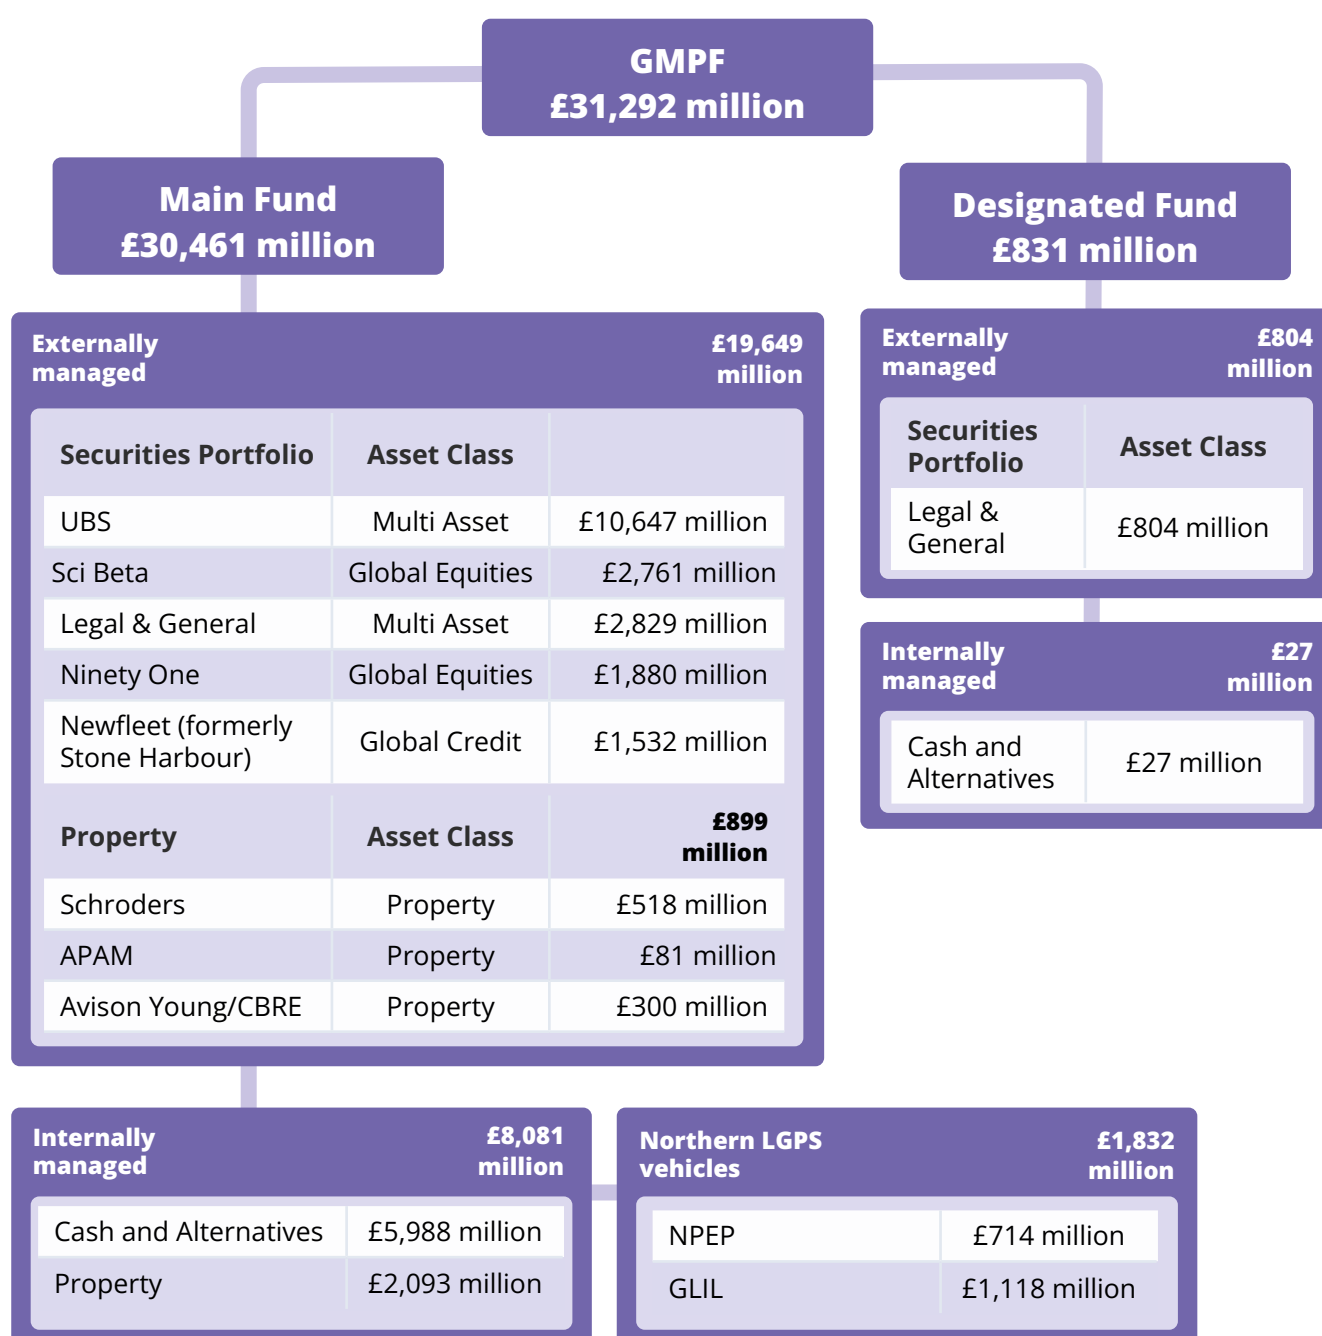 GMPF
£31,292 million
Main Fund
£30,461 million
Designated Fund
£831 million
Externally
managed
£19,649
million
Securities Portfolio Asset Class
UBS Multi Asset £10,647 million
Sci Beta Global Equities £2,761 million
Legal & General Multi Asset £2,829 million
Ninety One Global Equities £1,880 million
Newfleet (formerly
Stone Harbour) Global Credit £1,532 million
Property Asset Class £899
million
Schroders Property £518 million
APAM Property £81 million
Avison Young/CBRE Property £300 million
Externally
managed
£804
million
Securities
Portfolio
Asset Class
Legal &
General
£804 million
Internally
managed
£27
million
Cash and
Alternatives
£27 million
Internally
managed
£8,081
million
Cash and Alternatives £5,988 million
Property £2,093 million
Northern LGPS
vehicles
£1,832
million
NPEP £714 million
GLIL £1,118 million